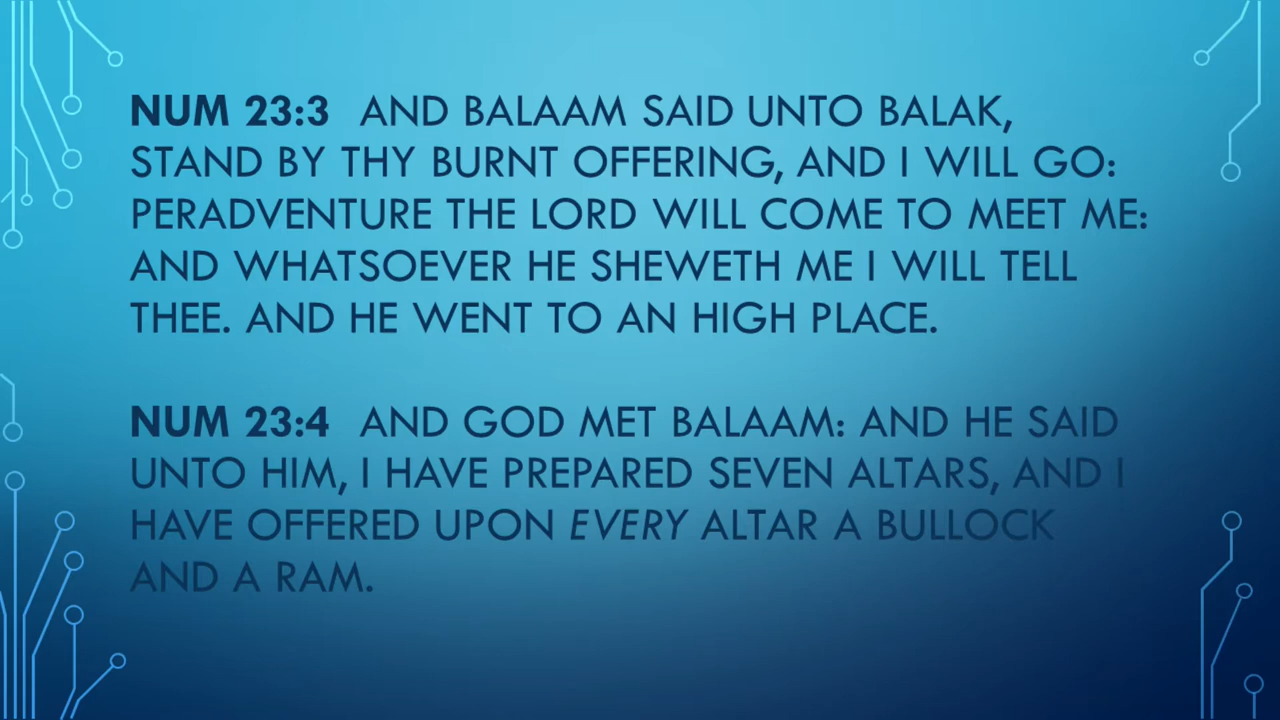 NUM 23:3 AND BALAAM SAID UNTO BALAK,
STAND BY THY BURNT OFFERING, AND I WILL GO:
PERADVENTURE THE LORD WILL COME TO MEET ME:
AND WHATSOEVER HE SHEWETH ME I WILL TELL
THEE. AND HE WENT TO AN HIGH PLACE.
NUM 23:4 AND GOD MET BALAAM: AND HE SAID
UNTO HIM, I HAVE PREPARED SEVEN ALTARS, AND I
HAVE OFFERED UPON EVERY ALTAR A BULLOCK
AND A RAM.